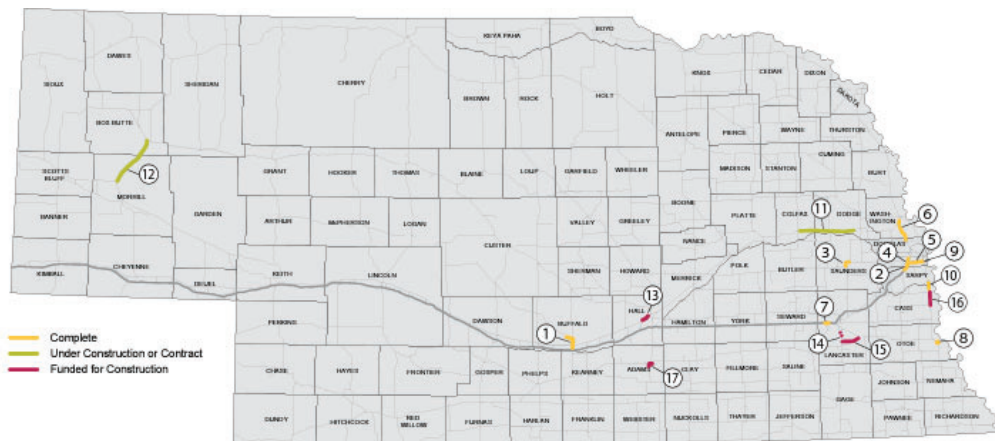 BOYD
KEYA PAHA
DAWES
KNOX
CEDAR
DIXON
SIOUX
SHERIDAN
CHERRY
BROWN
ROCK
HOLT
DAKOTA
BOX BUTTE
ANTELOPE
PIERCE
WAYNE
THURSTON
12
CUMING
SCOTTS
BLUFF
GRANT
HOOKER
THOMAS
BLAINE
LOUP
GARFIELD
WHEELER
MADISON
STANTON
BURT
MORRILL
GARDEN
BOONE
11
BANNER
ARTHUR
McPHERSON
LOGAN
VALLEY
GREELEY
PLATTE
COLFAX
DODGE
WASH-
INGTON
6
NANCE
CUSTER
DOUGLAS
5
4
3
9
KIMBALL
CHEYENNE
DEUEL
KEITH
LINCOLN
SHERMAN
HOWARD
MERRICK
POLK
BUTLER
SAUNDERS
2
SARPY
10
13
CASS
16
PERKINS
DAWSON
BUFFALO
HALL
HAMILTON
YORK
SEWARD
7
1
Complete
Under Construction or Contract
Funded for Construction
14
15
OTOE
8
LANCASTER
CHASE
HAYES
FRONTIER
GOSPER
PHELPS
KEARNEY
ADAMS
17
CLAY
FILLMORE
SALINE
JOHNSON
NEMAHA
GAGE
DUNDY
HITCHCOCK
RED
WILLOW
FURNAS
HARLAN
FRANKLIN
WEBSTER
NUCKOLLS
THAYER
JEFFERSON
PAWNEE
RICHARDSON